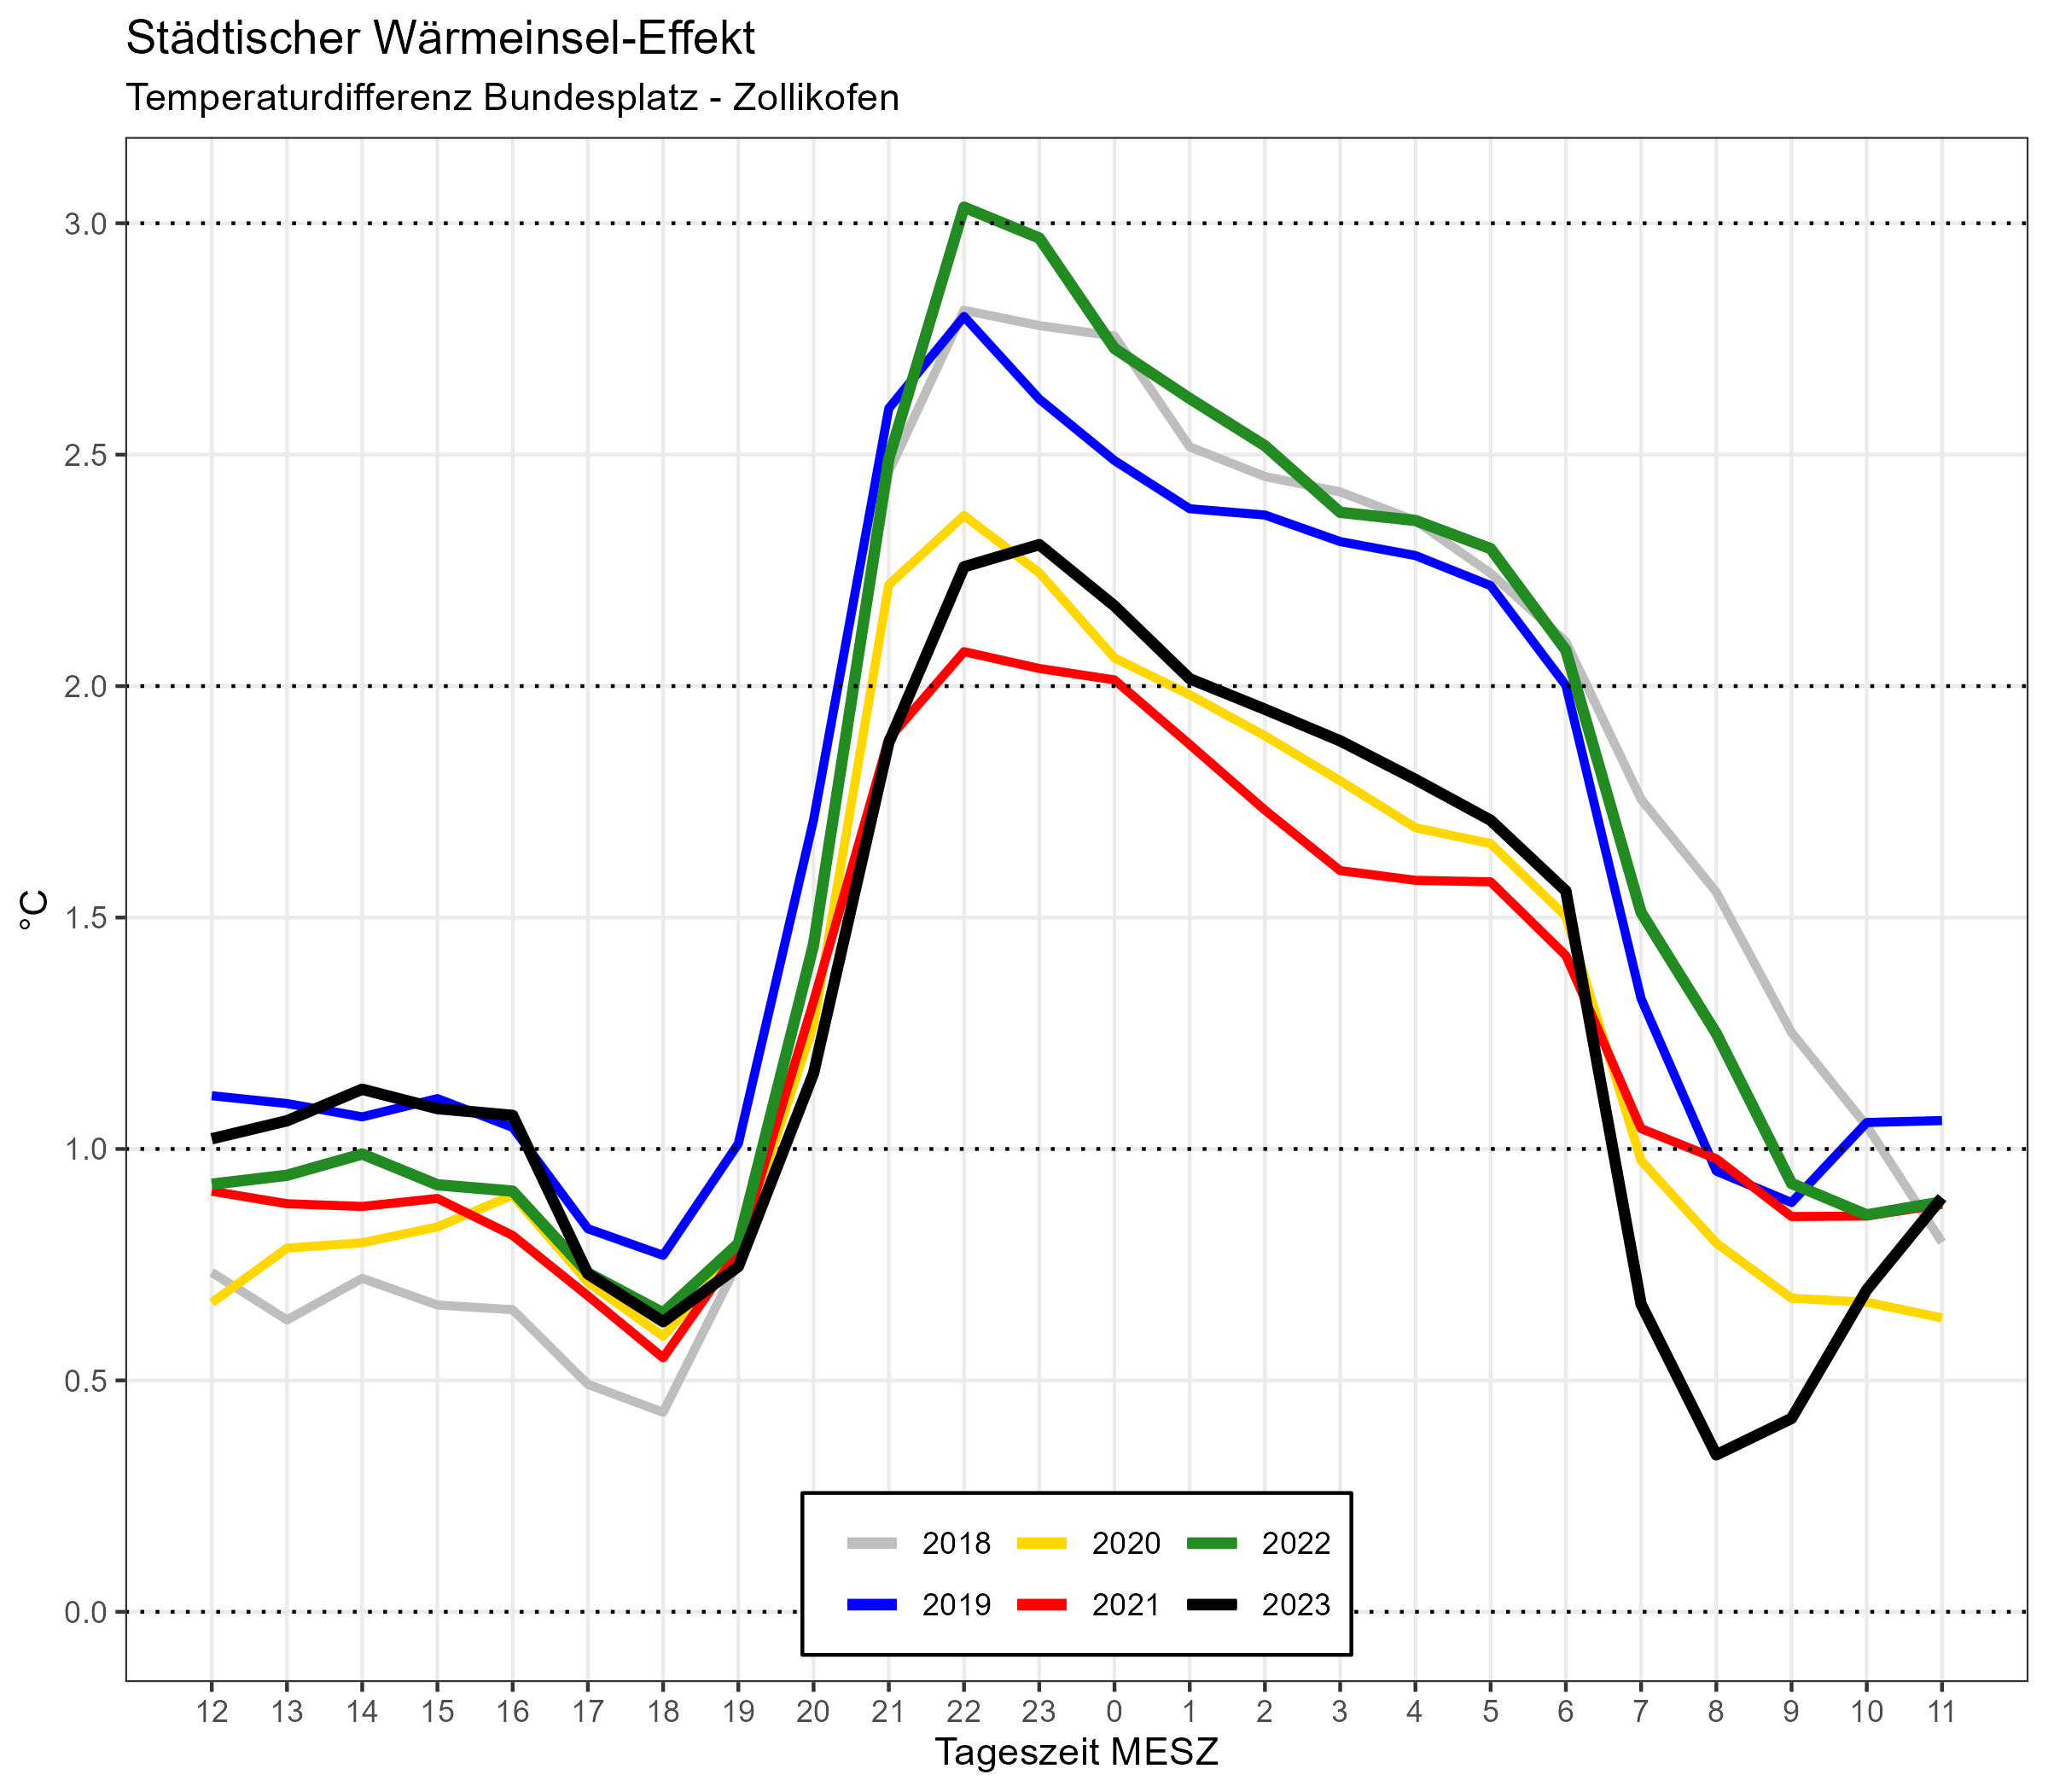 Städtischer Wärmeinsel-Effekt
Temperaturdifferenz Bundesplatz - Zollikofen
3.0
2.5
2.0
1.5
1.0
0.5
0.0
°C
2018 2020 2022
2019 2021 2023
12 13 14 15 16 17 18 19 20 21 22 23 0 1 2 3 4 5 6 7 8 9 10 11
Tageszeit MESZ